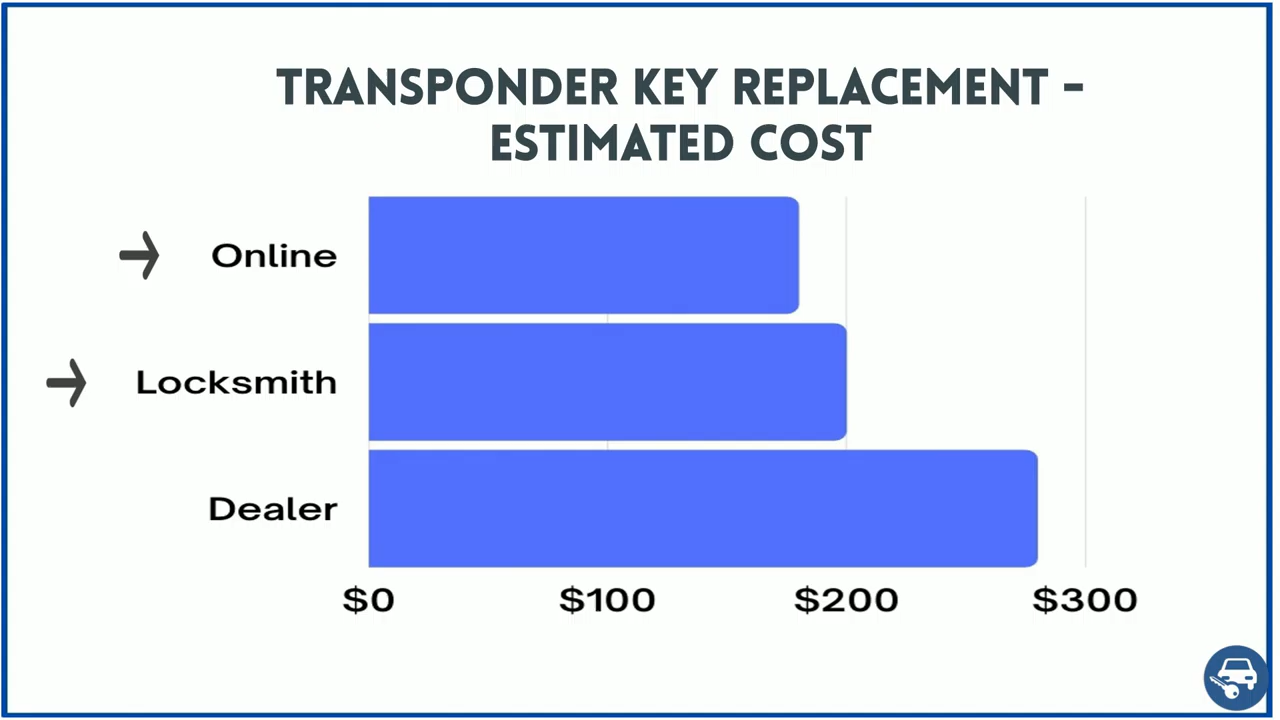 TRANSPONDER KEY REPLACEMENT -
ESTIMATED COST
Online
Locksmith
Dealer
$0 $100 $200 $300